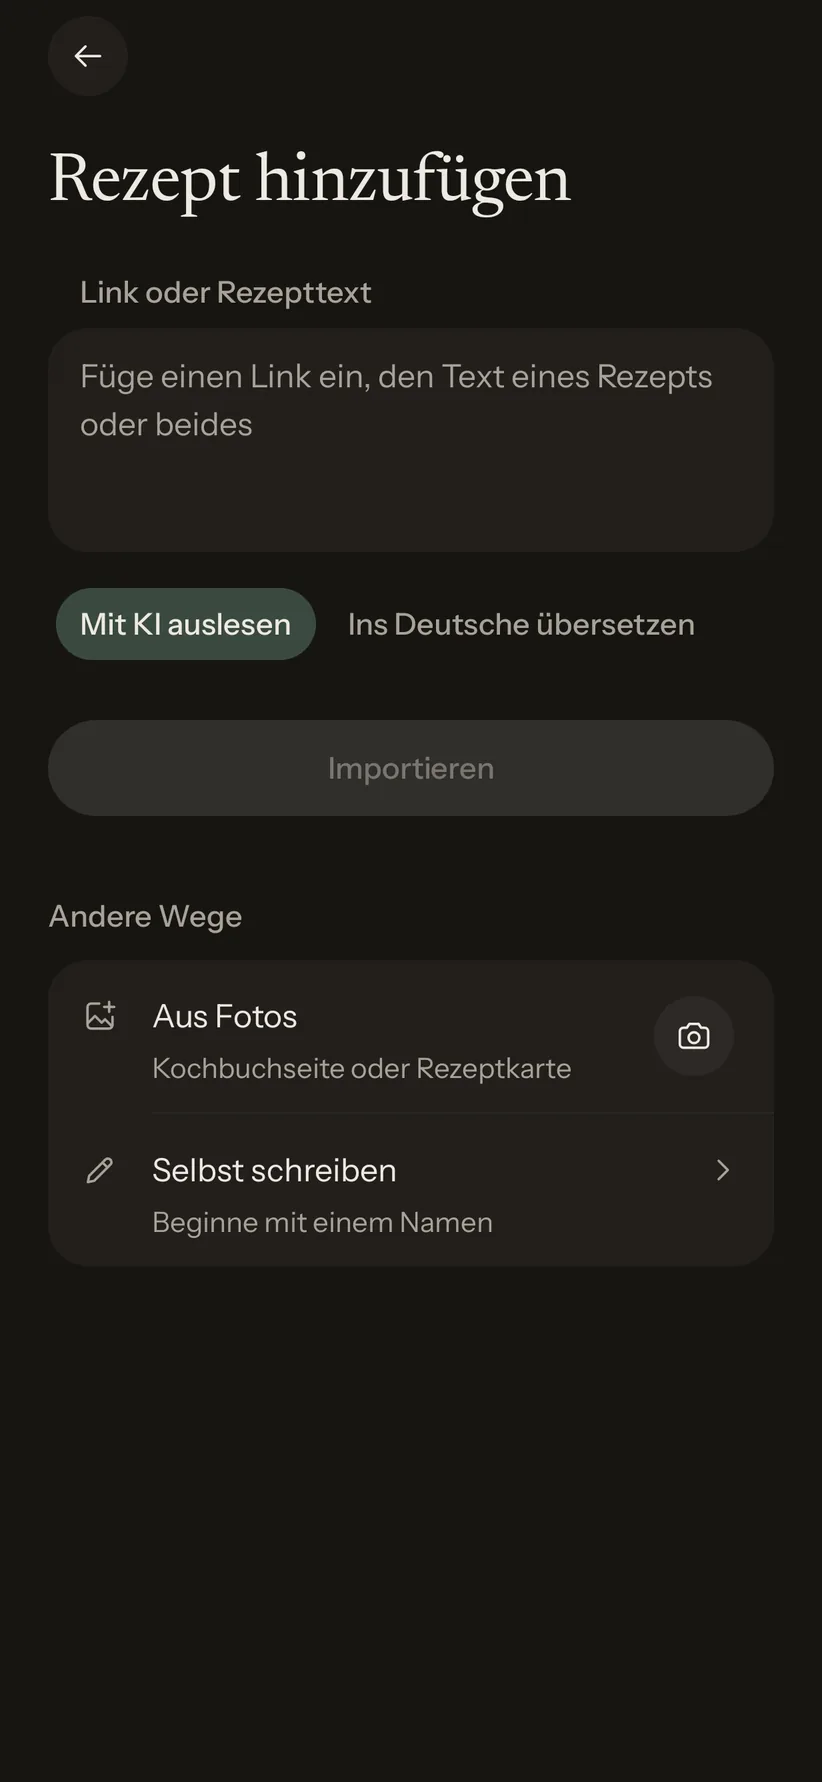 Rezept hinzufügen
Link oder Rezepttext
Füge einen Link ein, den Text eines Rezepts
oder beides
Mit KI auslesen
Ins Deutsche übersetzen
Importieren
Andere Wege
Aus Fotos
Kochbuchseite oder Rezeptkarte
Selbst schreiben
Beginne mit einem Namen